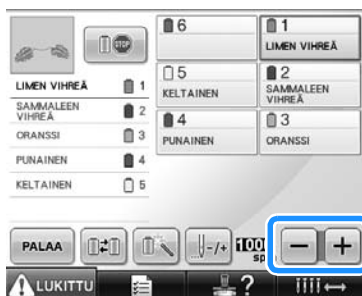 6
1
LIMEN VIHREÄ
LIMEN VIHREÄ 1
5
KELTAINEN
2
SAMMALEEN
VIHREÄ
SAMMALEEN
VIHREÄ 2
ORANSSI 3
4
PUNAINEN
3
ORANSSI
PUNAINEN 4
KELTAINEN 5
PALAA
-/+
− +
LUKITTU
?